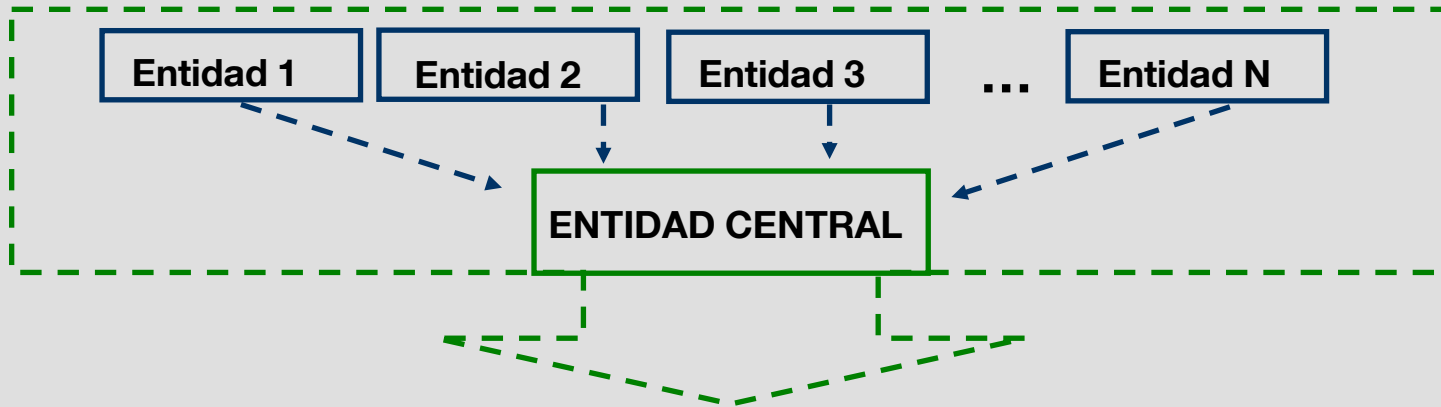 Entidad 1
Entidad 2
Entidad 3
...
Entidad N
ENTIDAD CENTRAL